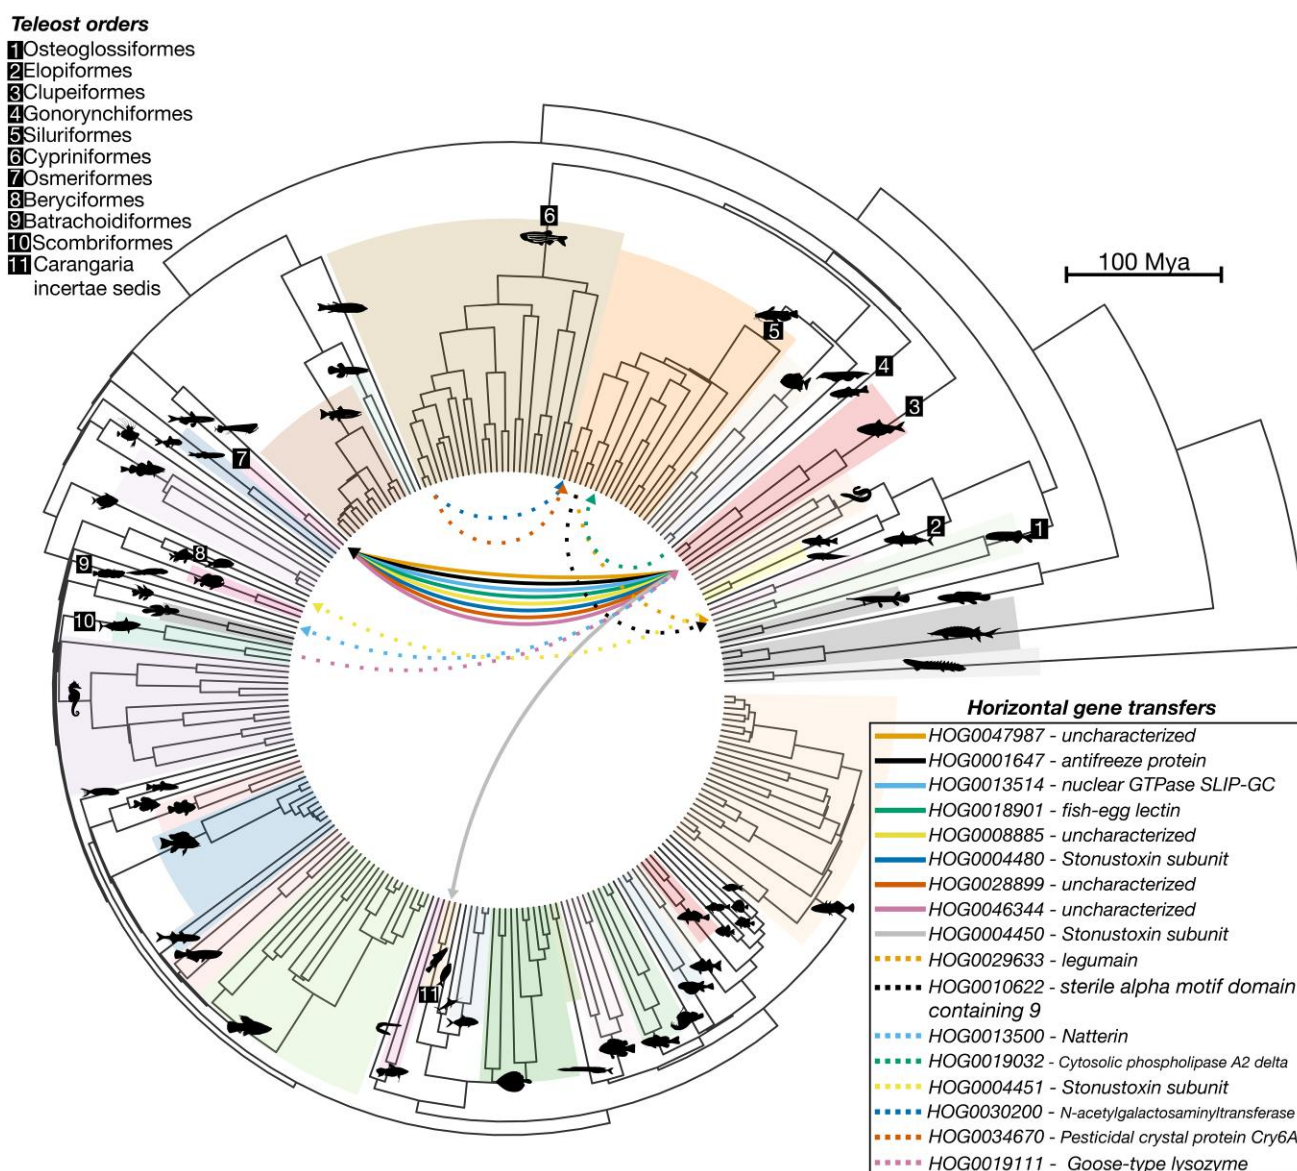 Teleost orders
1 Osteoglossiformes
2 Elopiformes
3 Clupeiformes
4 Gonorynchiformes
5 Siluriformes
6 Cypriniformes
7 Osmeriformes
8 Beryciformes
9 Batrachoidiformes
10 Scombriformes
11 Carangaria
incertae sedis
6
100 Mya
5
4
3
7
2
1
8
9
10
11
Horizontal gene transfers
HOG0047987 - uncharacterized
HOG0001647 - antifreeze protein
HOG0013514 - nuclear GTPase SLIP-GC
HOG0018901 - fish-egg lectin
HOG0008885 - uncharacterized
HOG0004480 - Stonustoxin subunit
HOG0028899 - uncharacterized
HOG0046344 - uncharacterized
HOG0004450 - Stonustoxin subunit
HOG0029633 - legumain
HOG0010622 - sterile alpha motif domain
containing 9
HOG0013500 - Natterin
HOG0019032 - Cytosolic phospholipase A2 delta
HOG0004451 - Stonustoxin subunit
HOG0030200 - N-acetylgalactosaminyltransferase
HOG0034670 - Pesticidal crystal protein Cry6A
HOG0019111 - Goose-type lysozyme